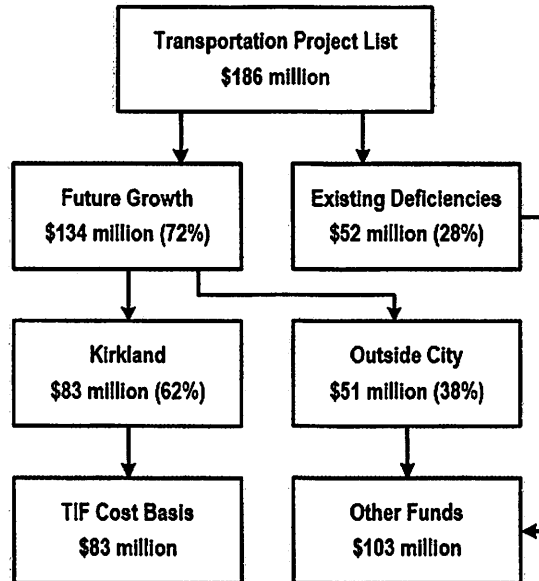 Transportation Project List
$186 million
Future Growth
$134 million (72%)
Existing Deficiencies
$52 million (28%)
Kirkland
$83 million (62%)
Outside City
$51 million (38%)
TIF Cost Basis
$83 million
Other Funds
$103 million